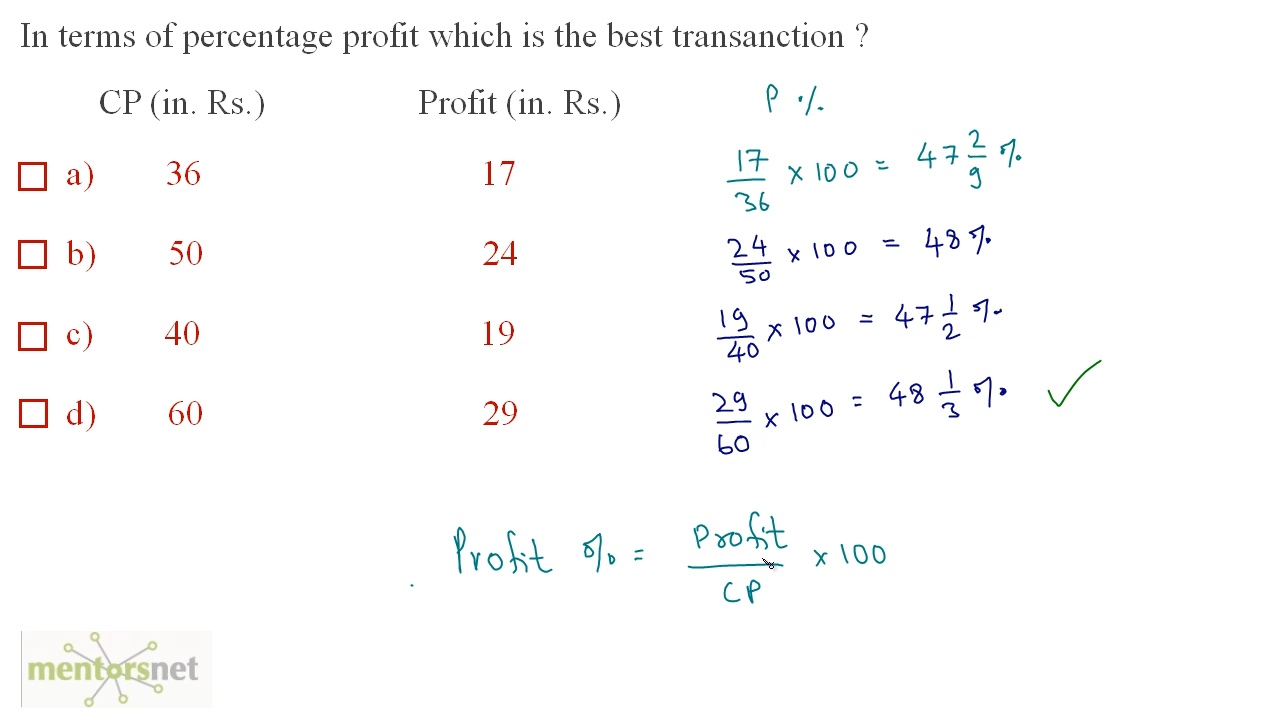 In terms of percentage profit which is the best transanction ?
CP (in. Rs.) Profit (in. Rs.) P %
a) 36 17 17/36 x 100 = 47 2/9 %
b) 50 24 24/50 x 100 = 48 %
c) 40 19 19/40 x 100 = 47 1/2 %
d) 60 29 29/60 x 100 = 48 1/3 %
Profit % = Profit/CP x 100
mentorsnet